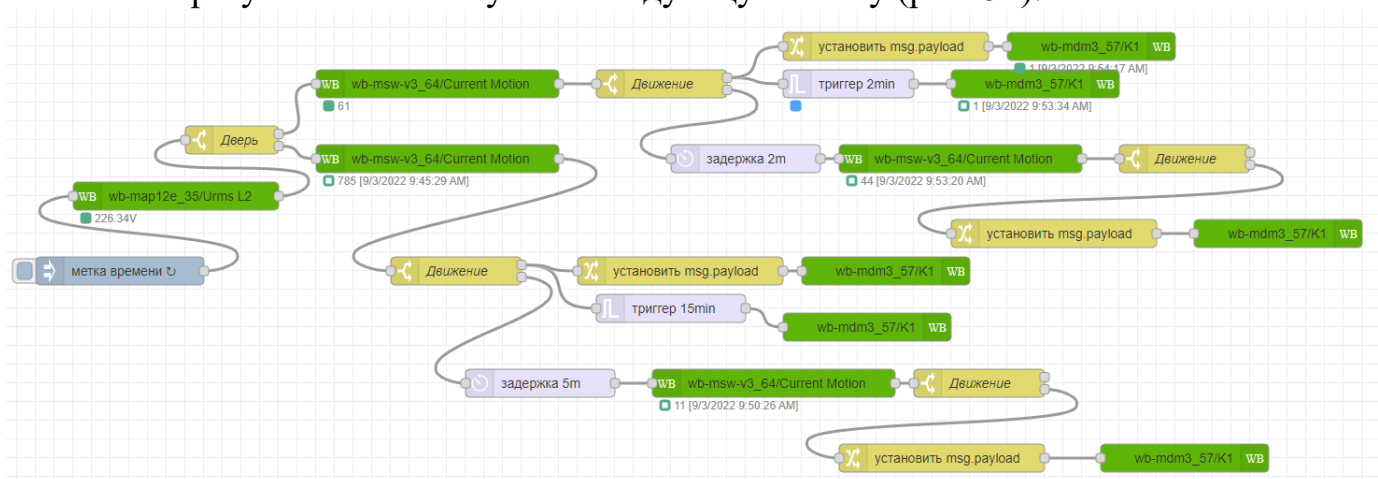 установить msg.payload
wb-mdm3_57/K1 WB
1 [9/3/2022 9:54:17 AM]
WB wb-msw-v3_64/Current Motion
61
Движение
триггер 2min
wb-mdm3_57/K1 WB
1 [9/3/2022 9:53:34 AM]
Дверь
WB wb-msw-v3_64/Current Motion
785 [9/3/2022 9:45:29 AM]
задержка 2m
WB wb-msw-v3_64/Current Motion
44 [9/3/2022 9:53:20 AM]
Движение
WB wb-map12e_35/Urms L2
226.34V
установить msg.payload
wb-mdm3_57/K1 WB
метка времени ↻
Движение
установить msg.payload
wb-mdm3_57/K1 WB
триггер 15min
wb-mdm3_57/K1 WB
задержка 5m
WB wb-msw-v3_64/Current Motion
11 [9/3/2022 9:50:26 AM]
Движение
установить msg.payload
wb-mdm3_57/K1 WB